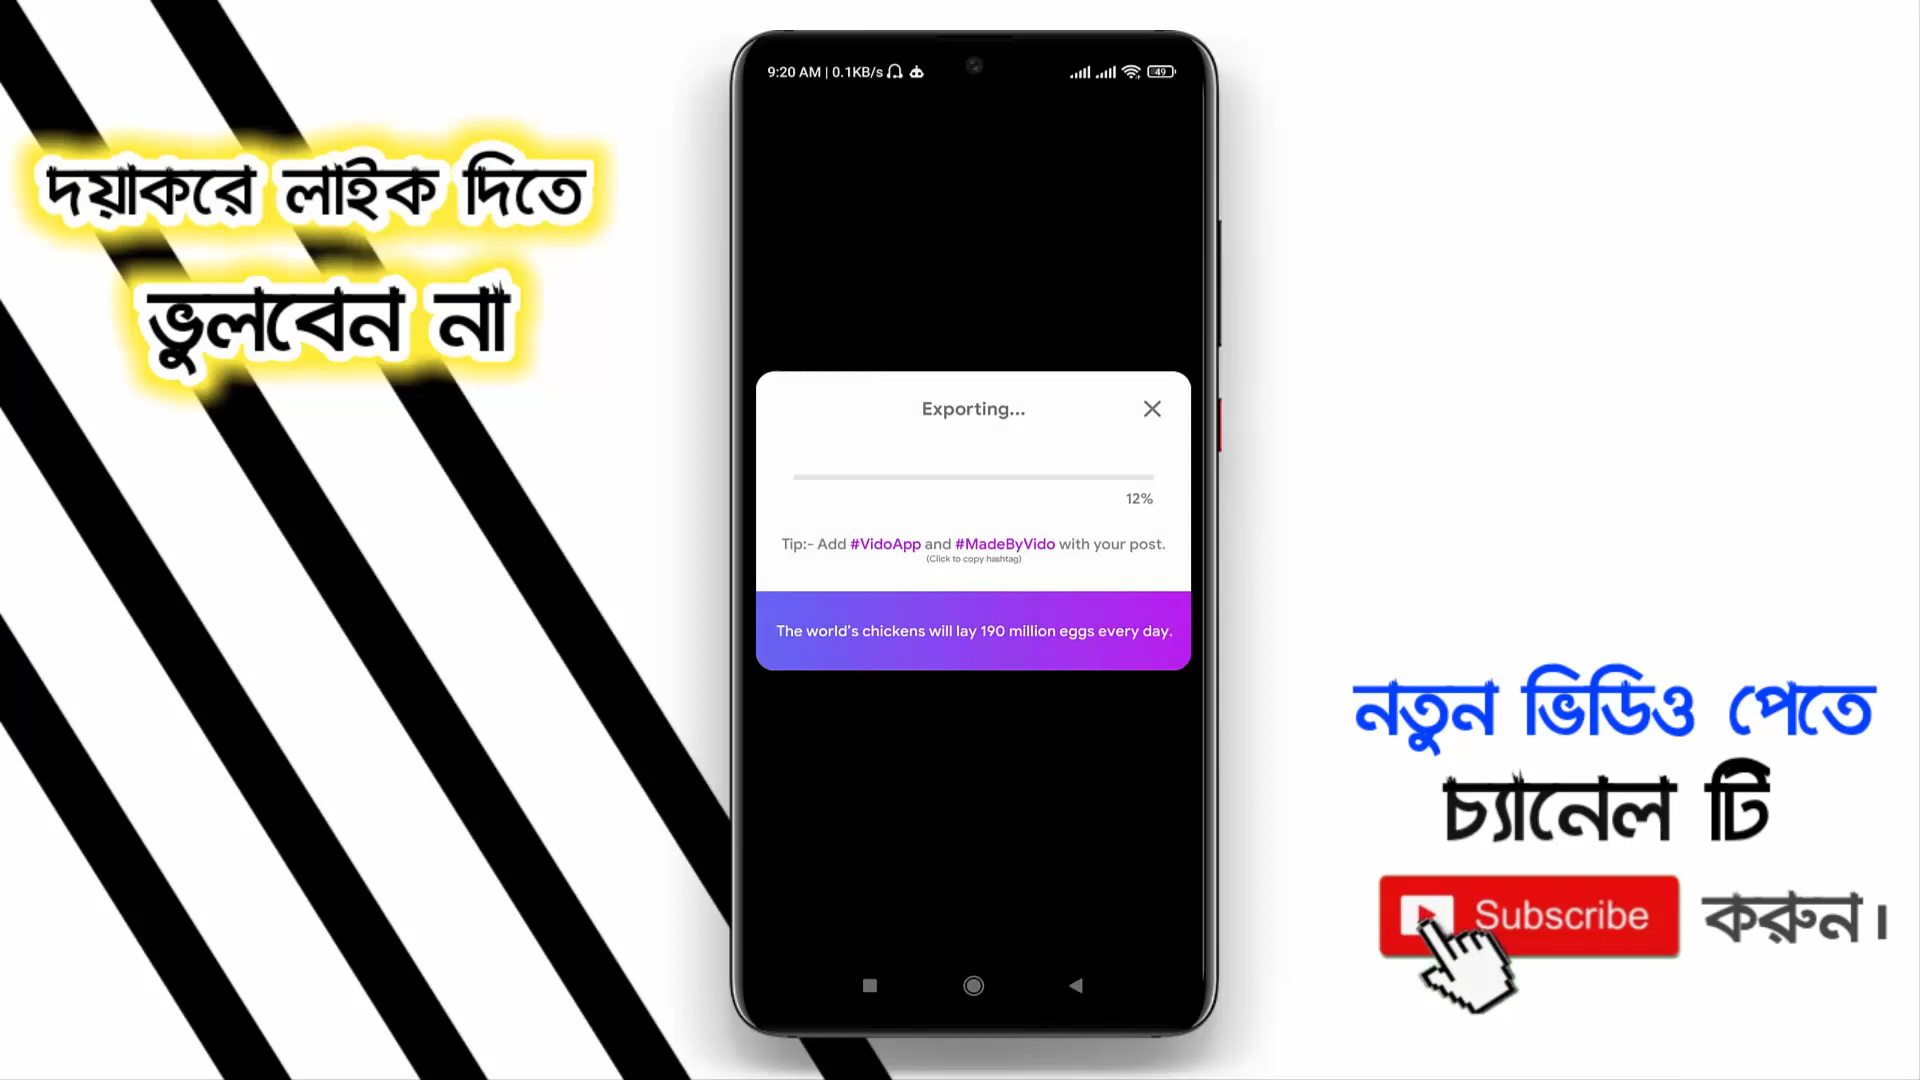 দয়াকরে লাইক দিতে
ভুলবেন না
9:20 AM | 0.1KB/s
49
Exporting...
12%
Tip:- Add #VidoApp and #MadeByVido with your post.
(Click to copy hashtag)
The world's chickens will lay 190 million eggs every day.
নতুন ভিডিও পেতে
চ্যানেল টি
Subscribe করুন।